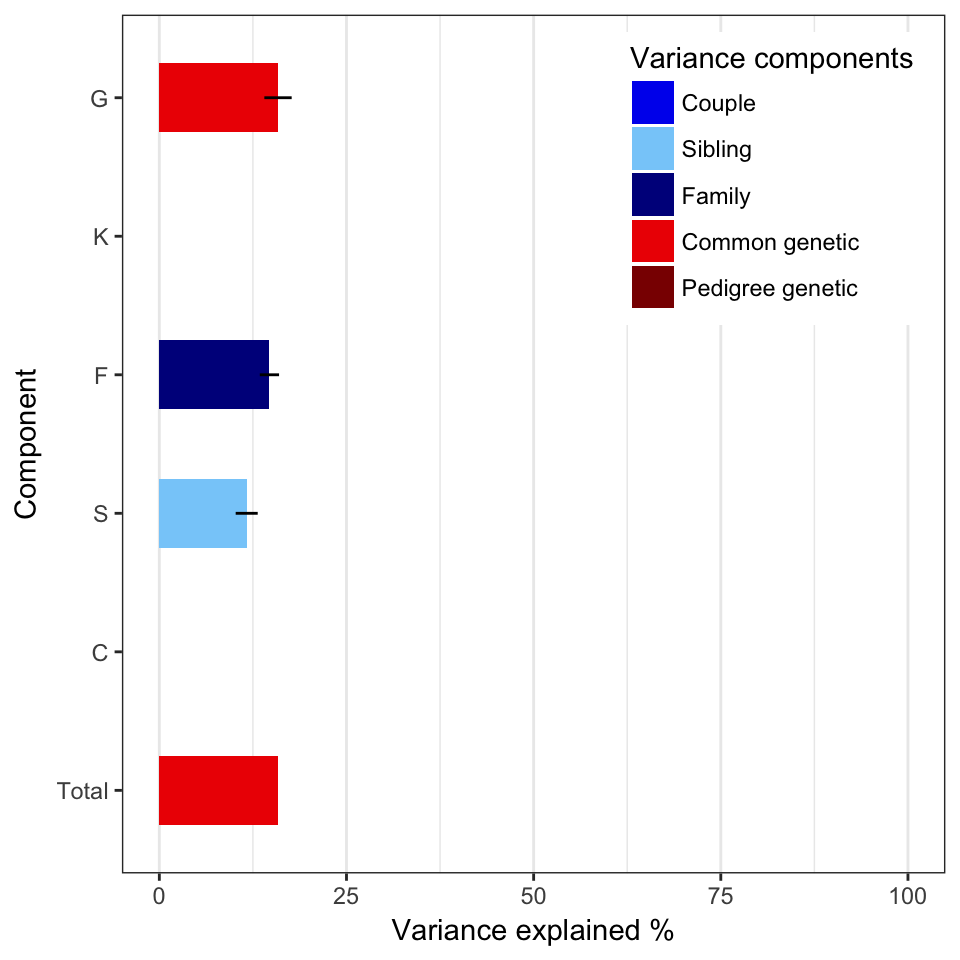 Variance components
Couple
Sibling
Family
Common genetic
Pedigree genetic
G
K
F
S
C
Total
Component
0 25 50 75 100
Variance explained %